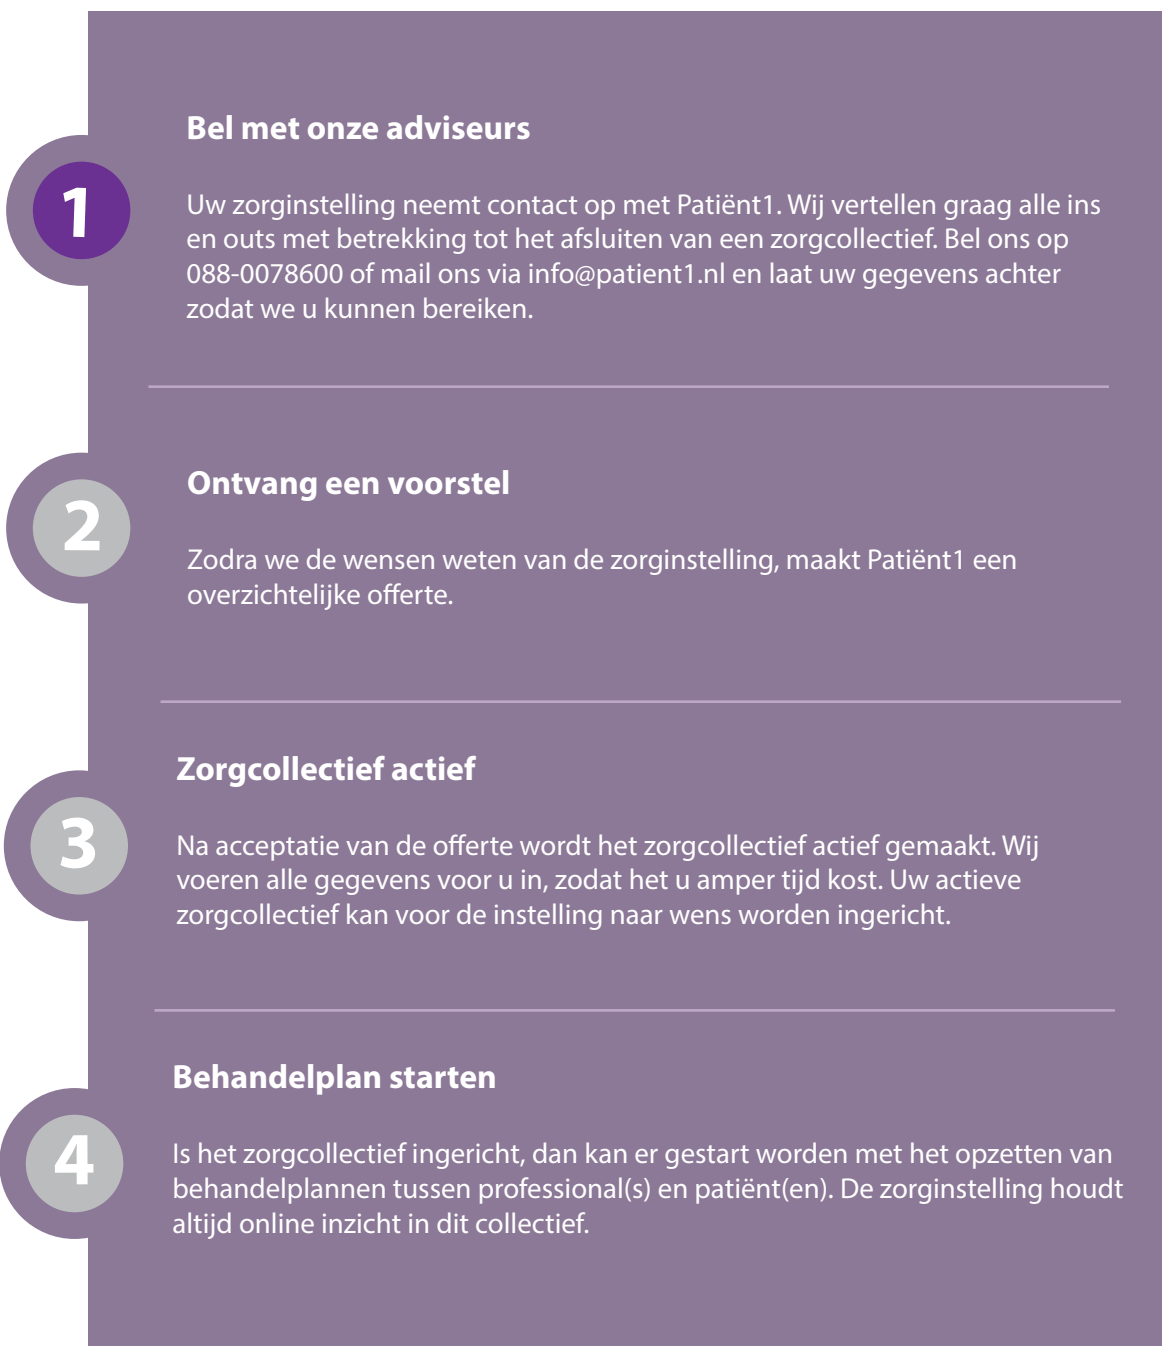 Bel met onze adviseurs
1
Uw zorginstelling neemt contact op met Patiënt1. Wij vertellen graag alle ins
en outs met betrekking tot het afsluiten van een zorgcollectief. Bel ons op
088-0078600 of mail ons via info@patient1.nl en laat uw gegevens achter
zodat we u kunnen bereiken.
Ontvang een voorstel
2
Zodra we de wensen weten van de zorginstelling, maakt Patiënt1 een
overzichtelijke offerte.
Zorgcollectief actief
3
Na acceptatie van de offerte wordt het zorgcollectief actief gemaakt. Wij
voeren alle gegevens voor u in, zodat het u amper tijd kost. Uw actieve
zorgcollectief kan voor de instelling naar wens worden ingericht.
Behandelplan starten
4
Is het zorgcollectief ingericht, dan kan er gestart worden met het opzetten van
behandelplannen tussen professional(s) en patiënt(en). De zorginstelling houdt
altijd online inzicht in dit collectief.